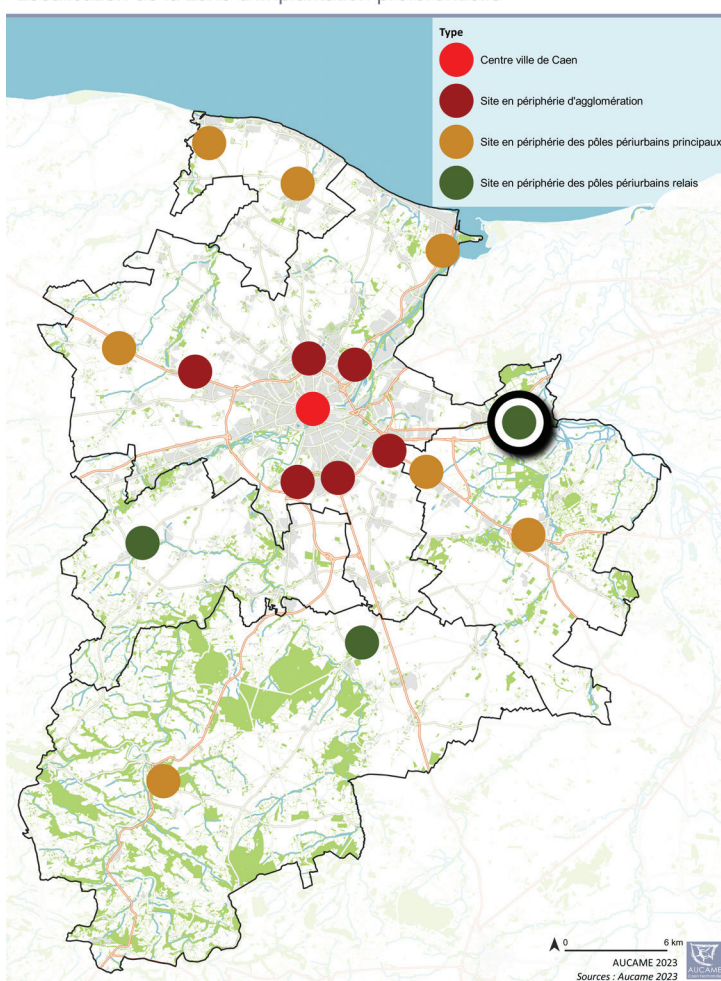 Type
Centre ville de Caen
Site en périphérie d'agglomération
Site en périphérie des pôles périurbains principaux
Site en périphérie des pôles périurbains relais
0 6 km
AUCAME 2023
Sources : Aucame 2023
AUCAME